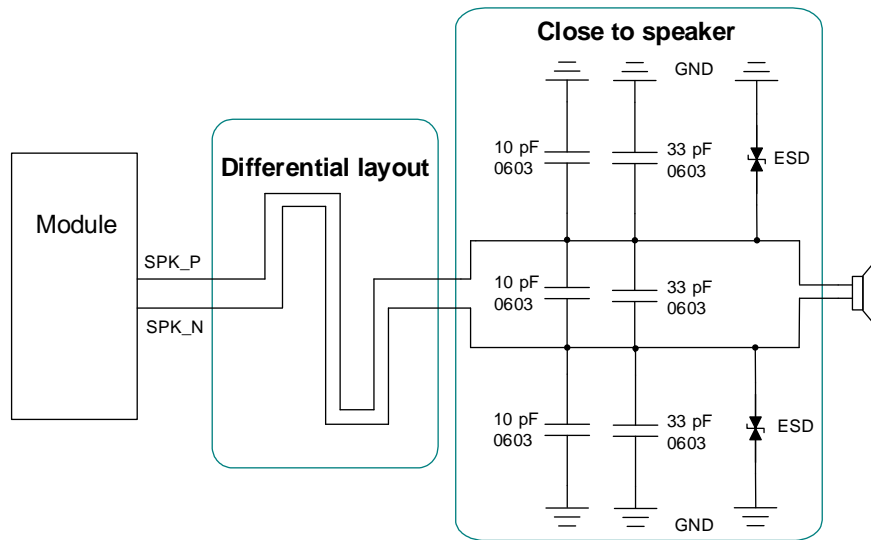 Close to speaker
GND
10 pF
0603
33 pF
0603
ESD
Differential layout
Module
SPK_P
SPK_N
10 pF
0603
33 pF
0603
10 pF
0603
33 pF
0603
ESD
GND